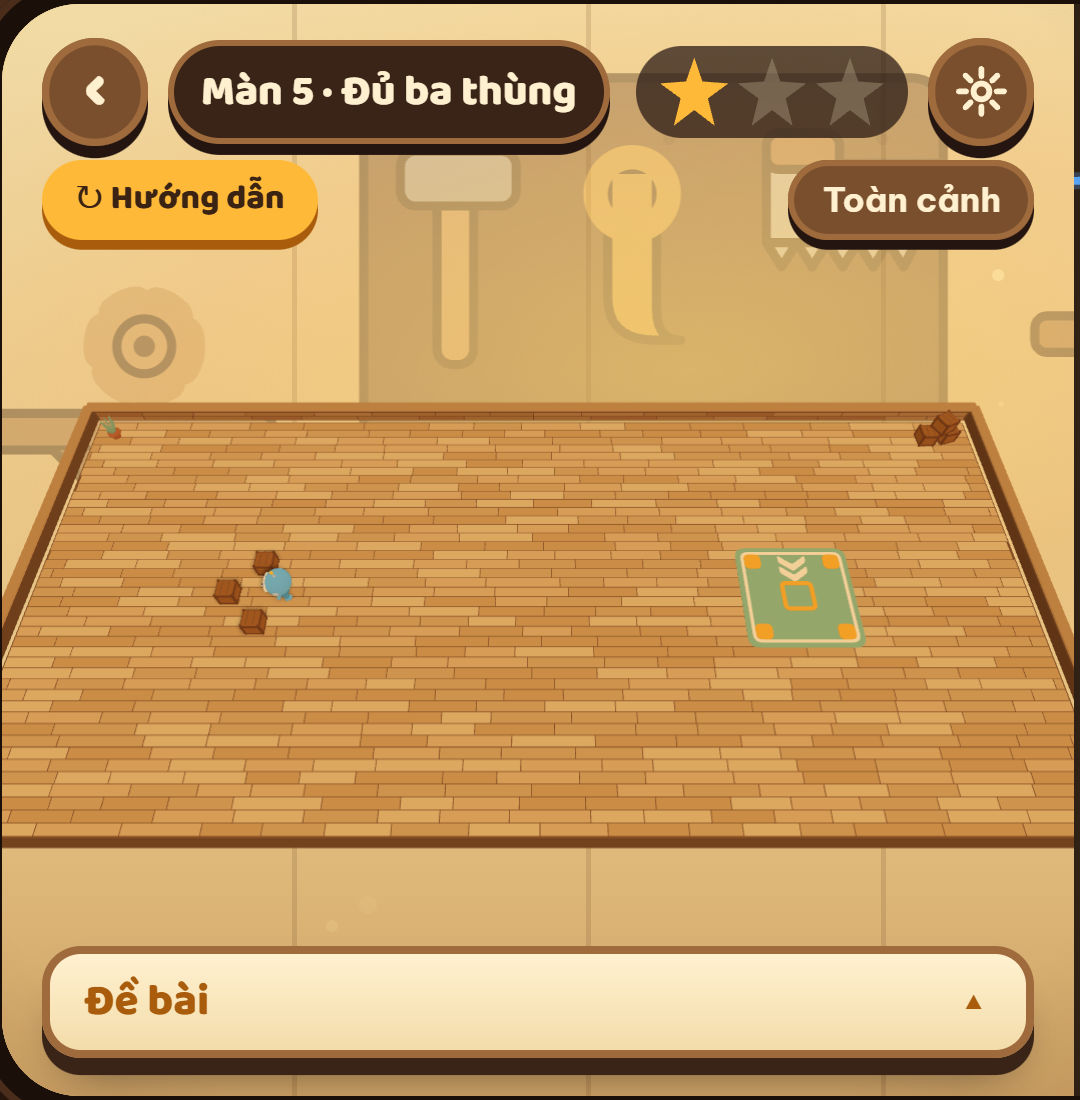 Màn 5 · Đủ ba thùng
↻ Hướng dẫn
Toàn cảnh
Đề bài